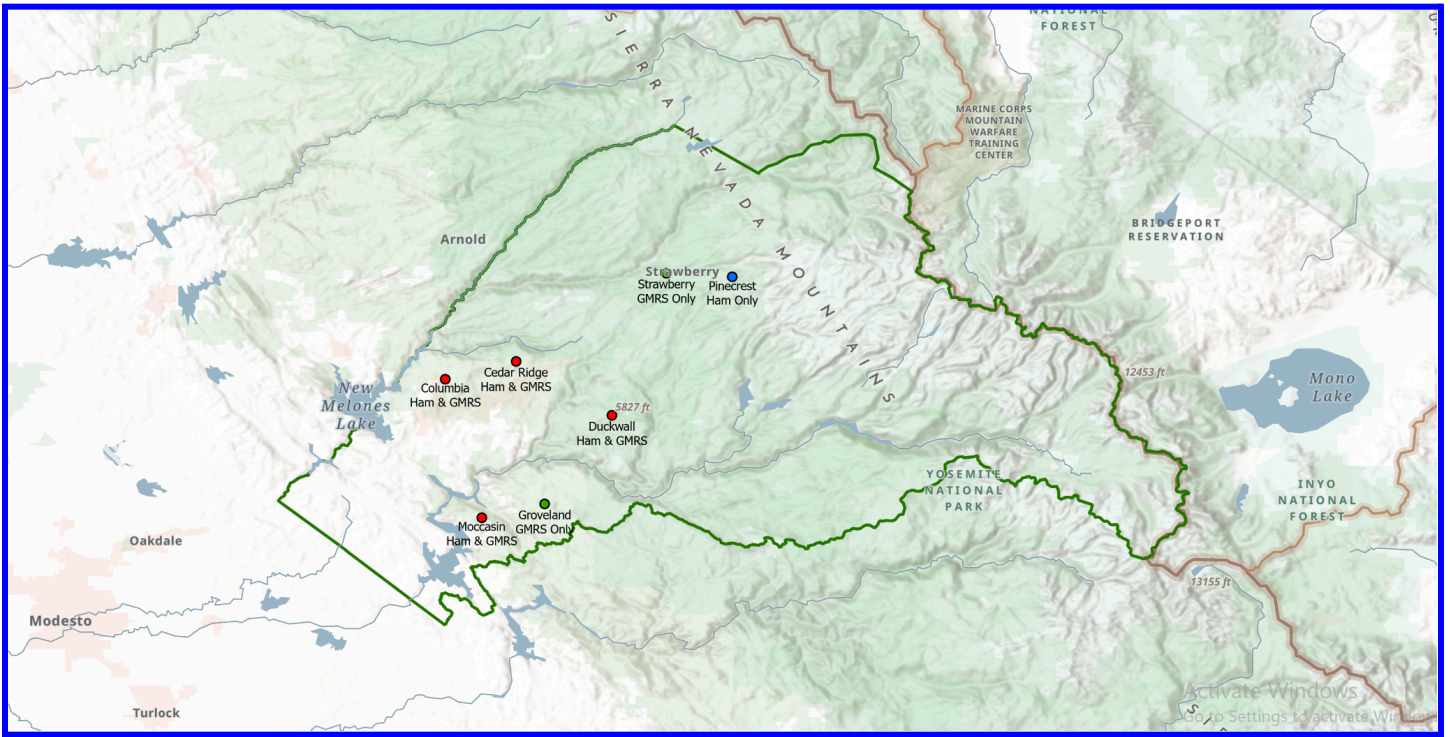 SIERRA NEVADA MOUNTAINS
NATIONAL
FOREST
MARINE CORPS
MOUNTAIN
WARFARE
TRAINING
CENTER
BRIDGEPORT
RESERVATION
Arnold
Strawberry
Strawberry
GMRS Only
Pinecrest
Ham Only
Cedar Ridge
Ham & GMRS
Columbia
Ham & GMRS
New
Melones
Lake
5827 ft
Duckwall
Ham & GMRS
12453 ft
Mono
Lake
YOSEMITE
NATIONAL
PARK
INYO
NATIONAL
FOREST
Groveland
GMRS Only
Moccasin
Ham & GMRS
Oakdale
13155 ft
Modesto
Turlock
Activate Windows
Go to Settings to activate Windows